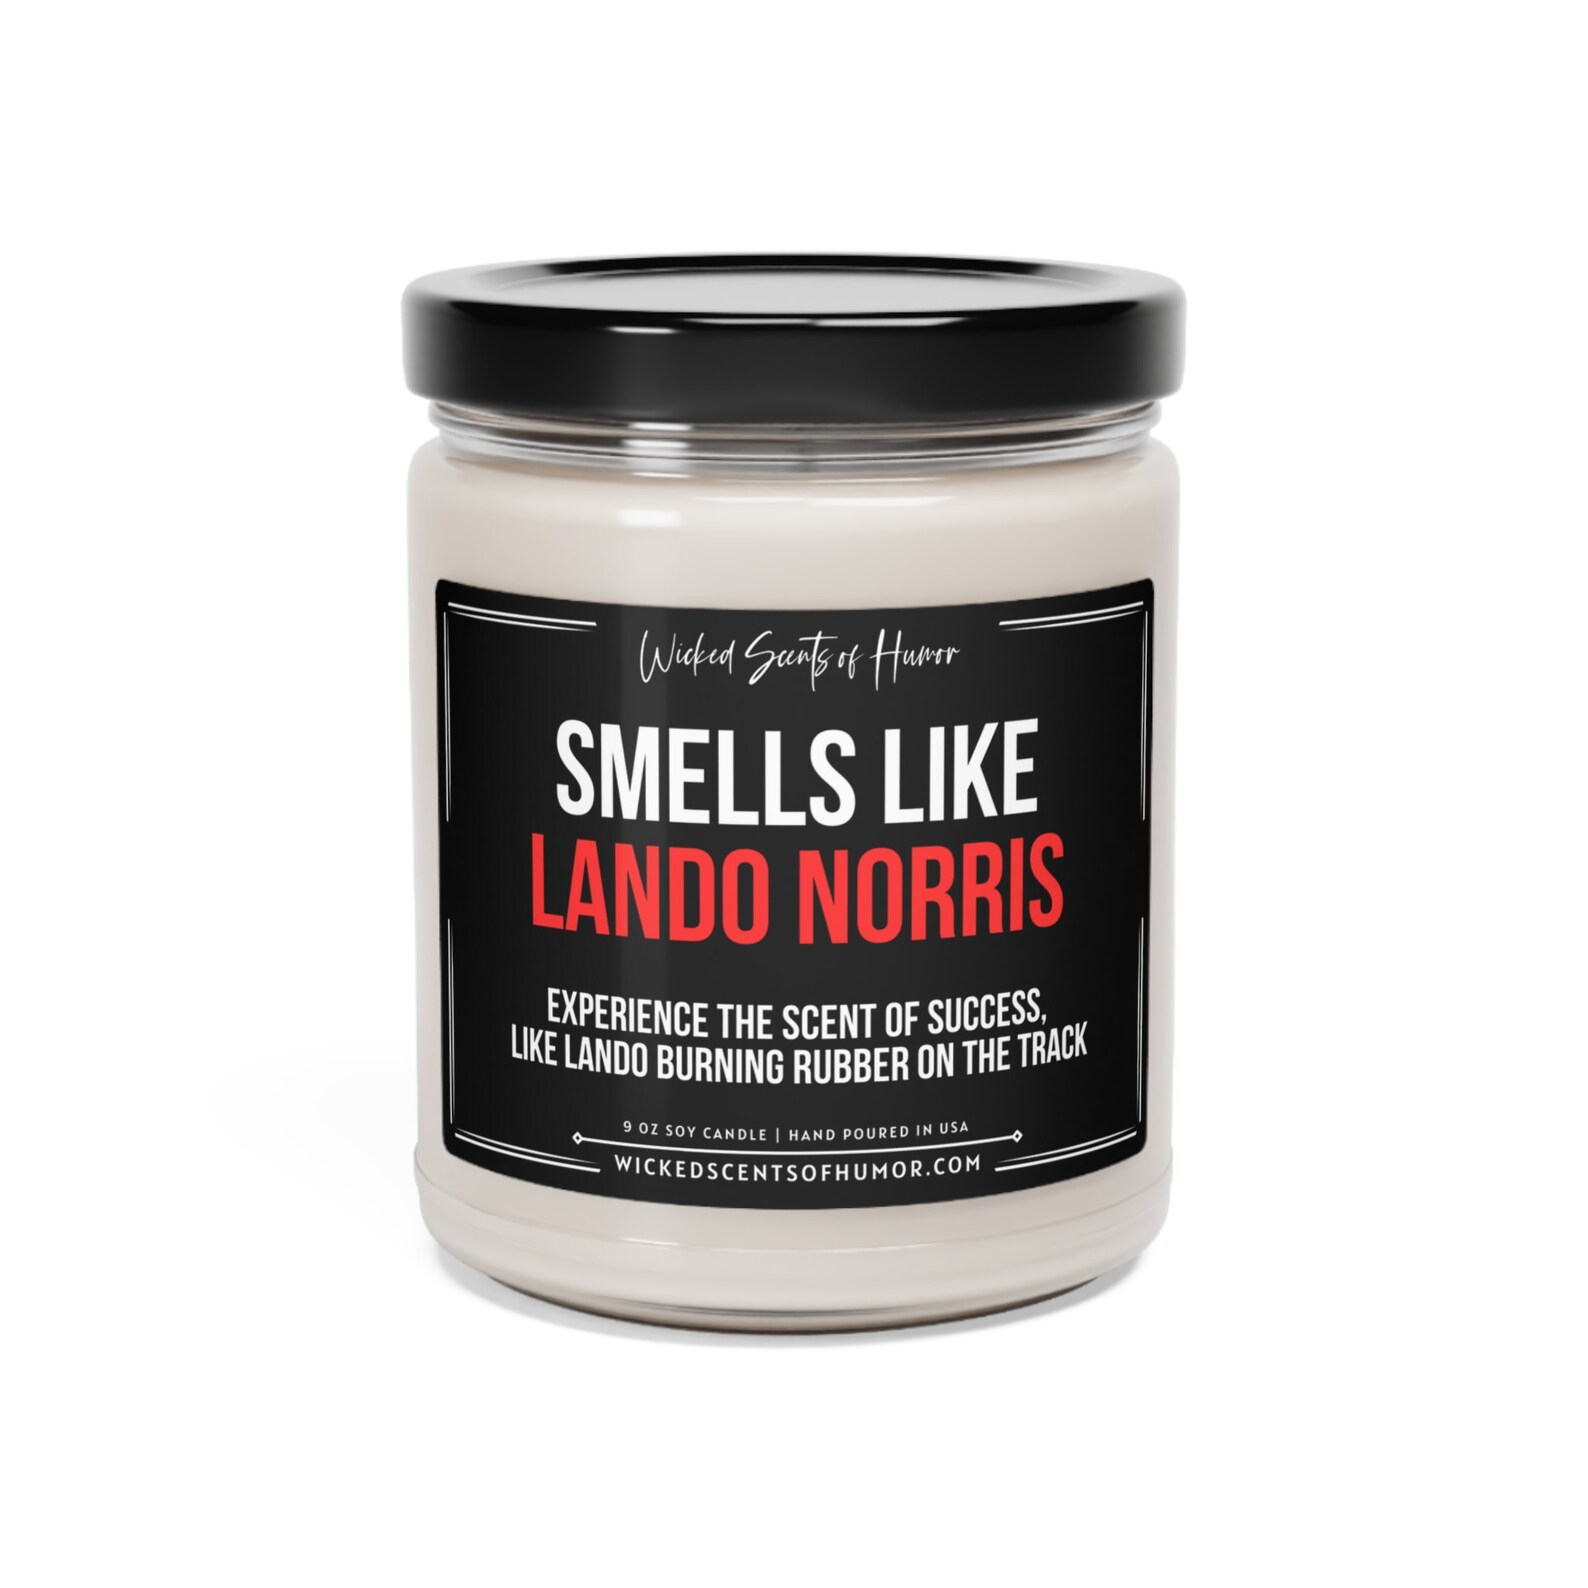 Wicked Scents of Humor
SMELLS LIKE
LANDO NORRIS
EXPERIENCE THE SCENT OF SUCCESS,
LIKE LANDO BURNING RUBBER ON THE TRACK
9 OZ SOY CANDLE | HAND POURED IN USA
WICKEDSCENTSOFHUMOR.COM